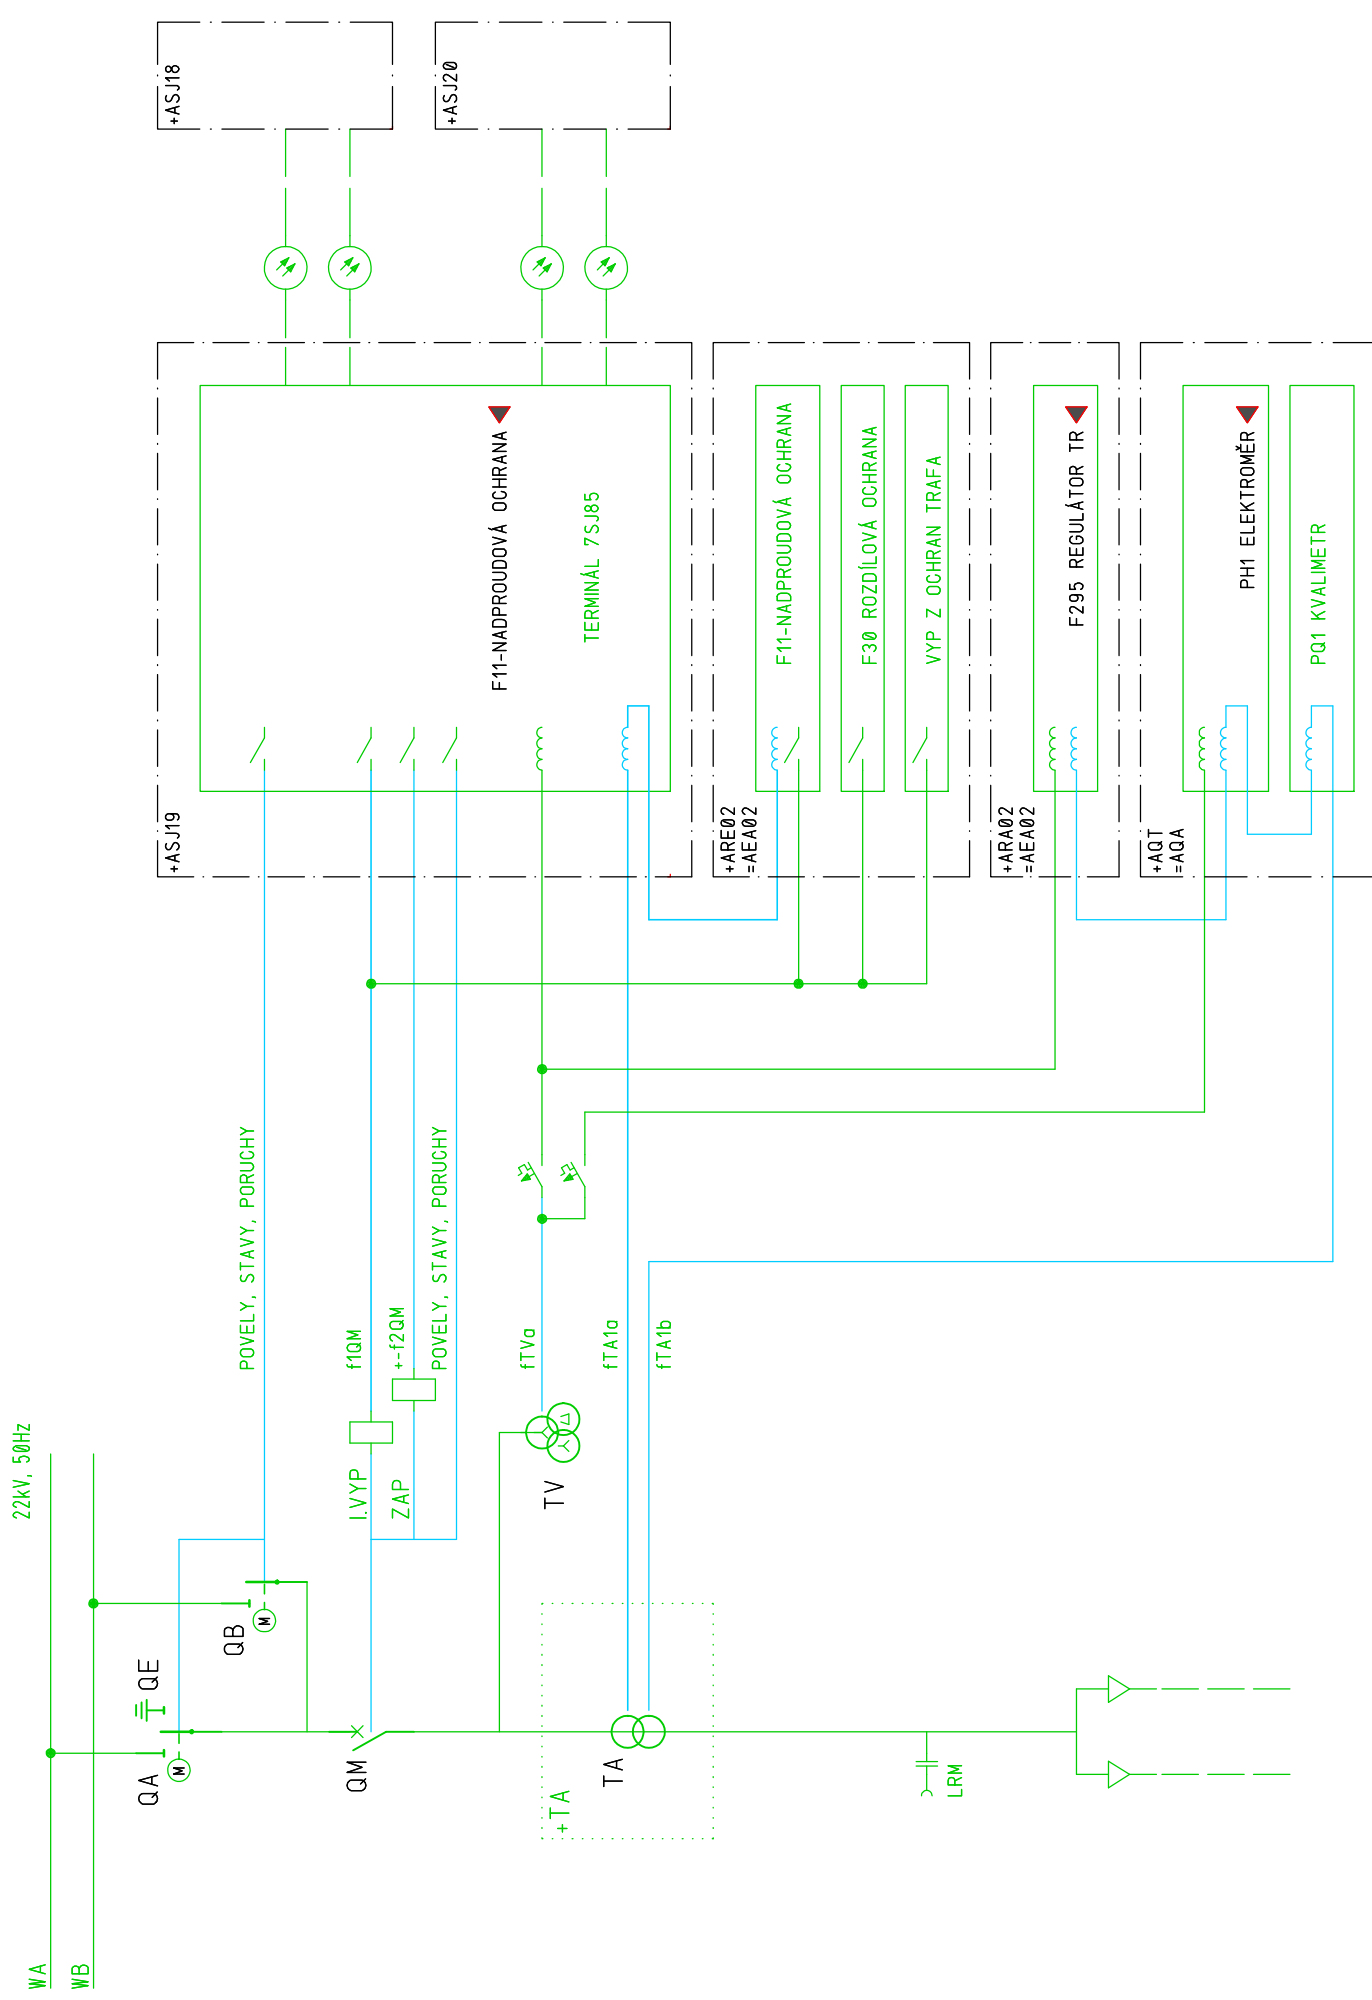 +ASJ18
+ASJ20
+ASJ19
F11-NADPROUDOVÁ OCHRANA
TERMINÁL 7SJ85
+ARE02
=AEA02
F11-NADPROUDOVÁ OCHRANA
F30 ROZDÍLOVÁ OCHRANA
VYP Z OCHRAN TRAFA
+ARA02
=AEA02
F295 REGULÁTOR TR
+AQT
=AQA
PH1 ELEKTROMĚR
PQ1 KVALIMETR
POVELY, STAVY, PORUCHY
f1QM
+-f2QM
POVELY, STAVY, PORUCHY
fTVa
fTA1a
fTA1b
22kV, 50Hz
I.VYP
ZAP
TV
QB
M
QE
QA
M
QM
TA
+TA
LRM
WA
WB